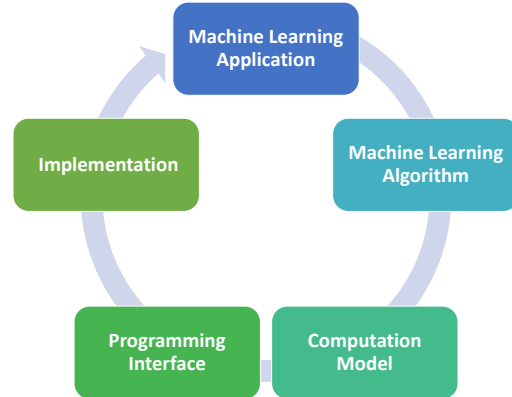 Machine Learning
Application
Machine Learning
Algorithm
Computation
Model
Programming
Interface
Implementation